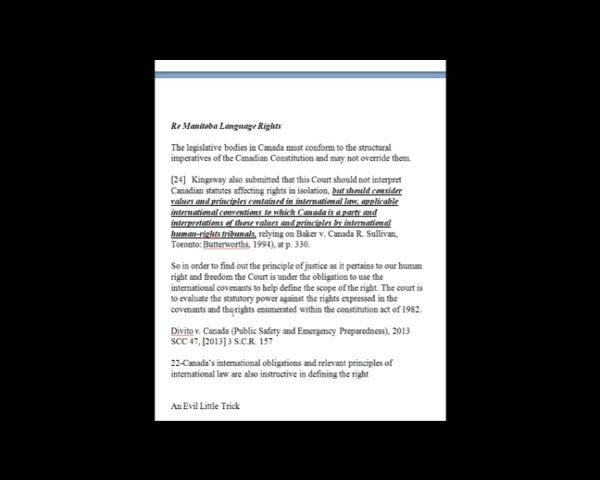 Re Manitoba Language Rights
The legislative bodies in Canada must conform to the structural
imperatives of the Canadian Constitution and may not override them.
[24] Kingsway also submitted that this Court should not interpret
Canadian statutes affecting rights in isolation, but should consider
values and principles contained in international law, applicable
international conventions to which Canada is a party and
interpretations of those values and principles by international
human-rights tribunals, relying on Baker v. Canada R. Sullivan,
Toronto: Butterworths, 1994), at p. 330.
So in order to find out the principle of justice as it pertains to our human
right and freedom the Court is under the obligation to use the
international covenants to help define the scope of the right. The court is
to evaluate the statutory power against the rights expressed in the
covenants and the rights enumerated within the constitution act of 1982.
Divito v. Canada (Public Safety and Emergency Preparedness), 2013
SCC 47, [2013] 3 S.C.R. 157
22-Canada's international obligations and relevant principles of
international law are also instructive in defining the right
An Evil Little Trick